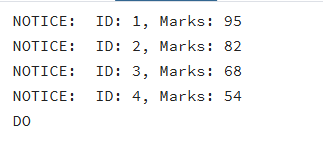 NOTICE:  ID: 1, Marks: 95
NOTICE:  ID: 2, Marks: 82
NOTICE:  ID: 3, Marks: 68
NOTICE:  ID: 4, Marks: 54
DO